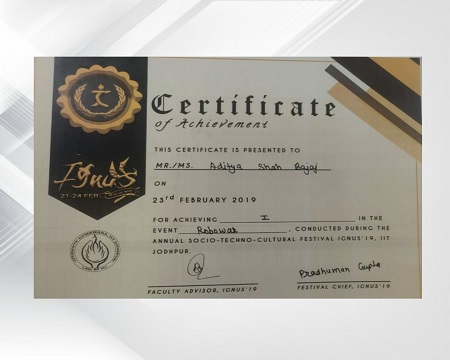 Certificate
of Achievement
IGNUS
21-24 FEB
THIS CERTIFICATE IS PRESENTED TO
MR./MS. Aditya Shah Bajaj
ON
23rd FEBRUARY 2019
FOR ACHIEVING I IN THE
EVENT Robowar, CONDUCTED DURING THE
ANNUAL SOCIO-TECHNO-CULTURAL FESTIVAL IGNUS'19, IIT
JODHPUR.
Pradhuman Gupta
FACULTY ADVISOR, IGNUS'19
FESTIVAL CHIEF, IGNUS'19